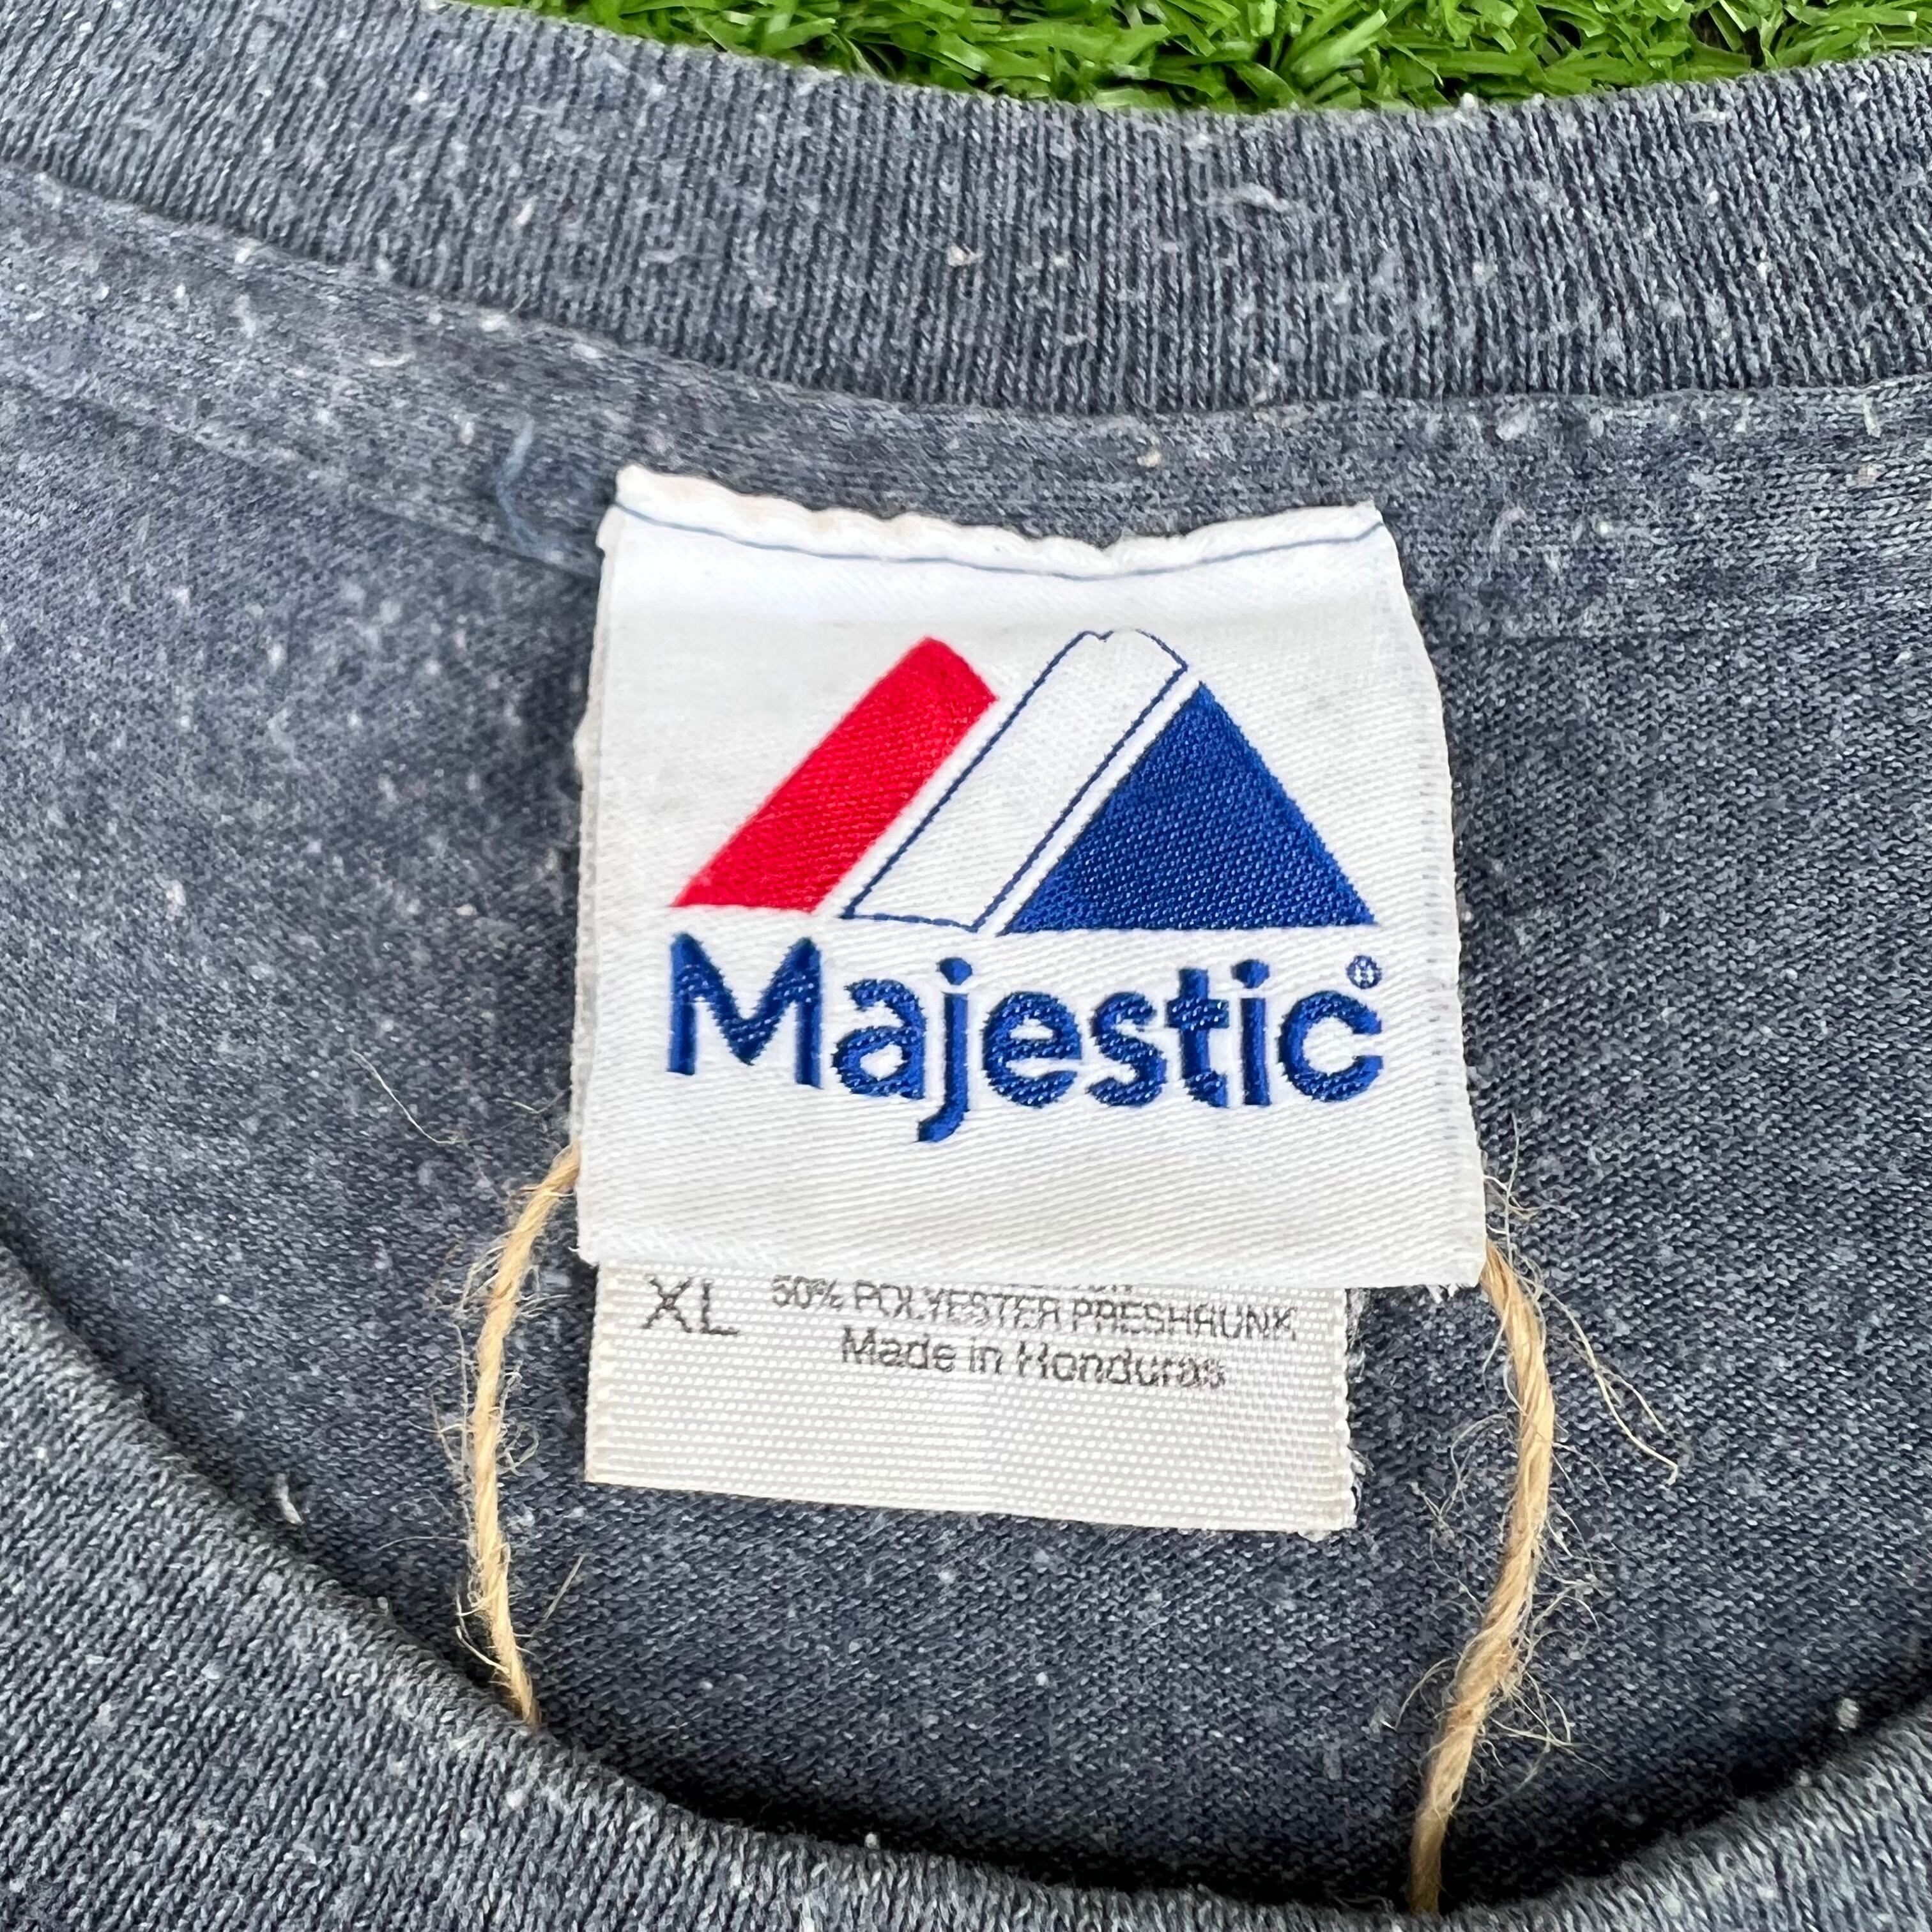 Majestic®
XL
50% POLYESTER PRESHRUNK
Made in Honduras